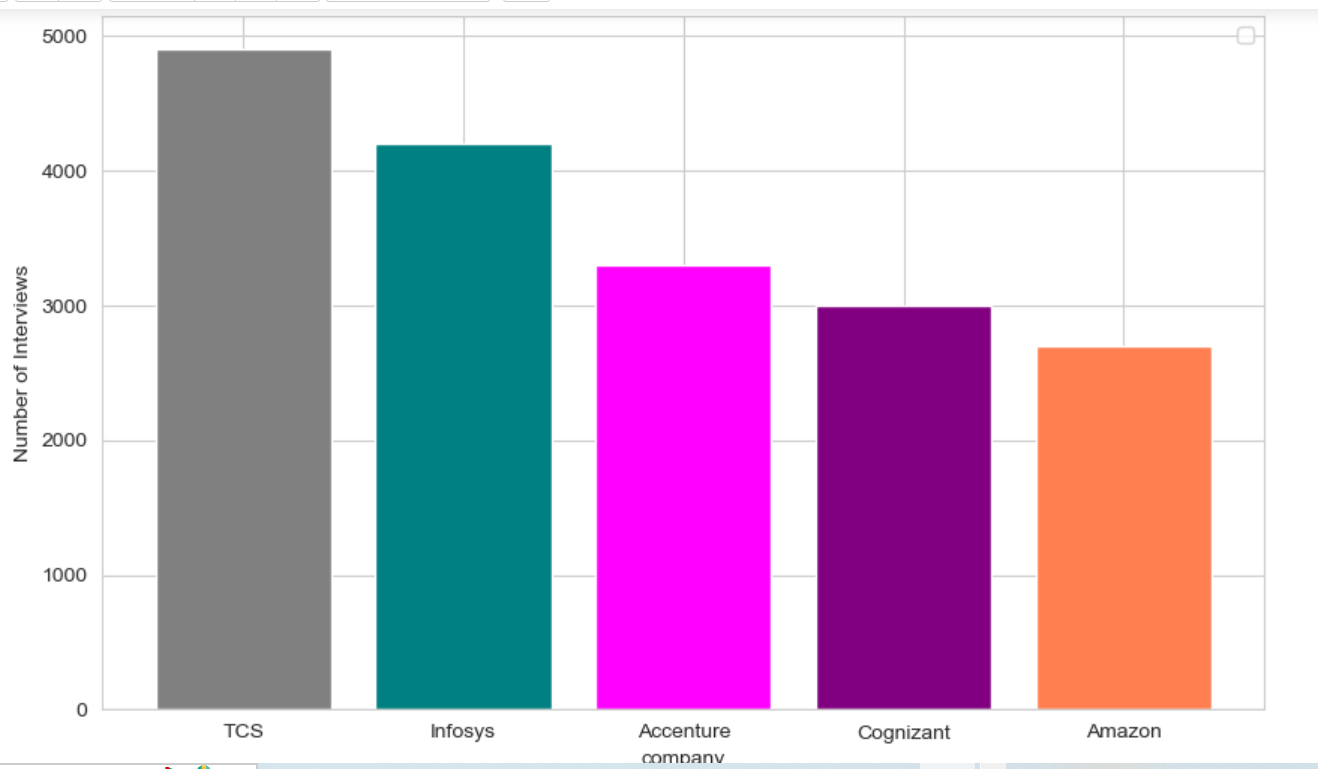 5000
4000
3000
2000
1000
0
Number of Interviews
TCS Infosys Accenture Cognizant Amazon
company